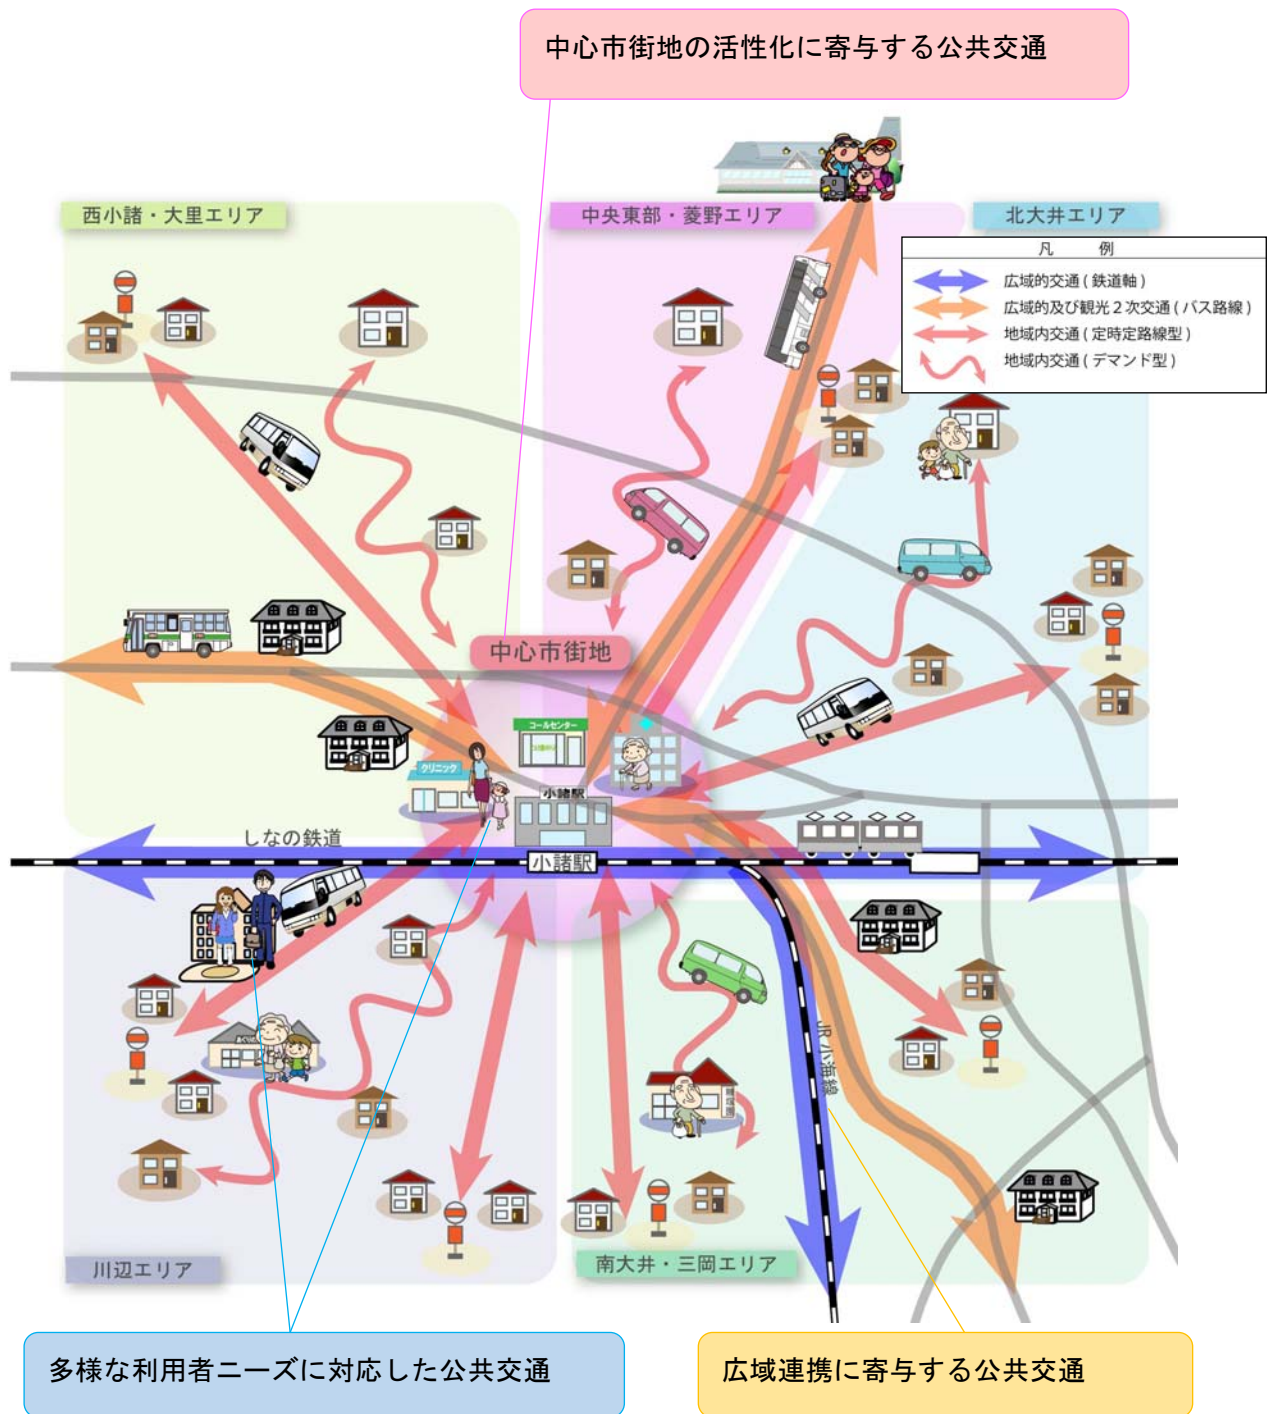 中心市街地の活性化に寄与する公共交通
西小諸・大里エリア
中央東部・菱野エリア
北大井エリア
凡 例
広域的交通(鉄道軸)
広域的及び観光2次交通(バス路線)
地域内交通(定時定路線型)
地域内交通(デマンド型)
中心市街地
コールセンター
クリニック
小諸駅
しなの鉄道
小諸駅
JR小海線
川辺エリア
南大井・三岡エリア
多様な利用者ニーズに対応した公共交通
広域連携に寄与する公共交通